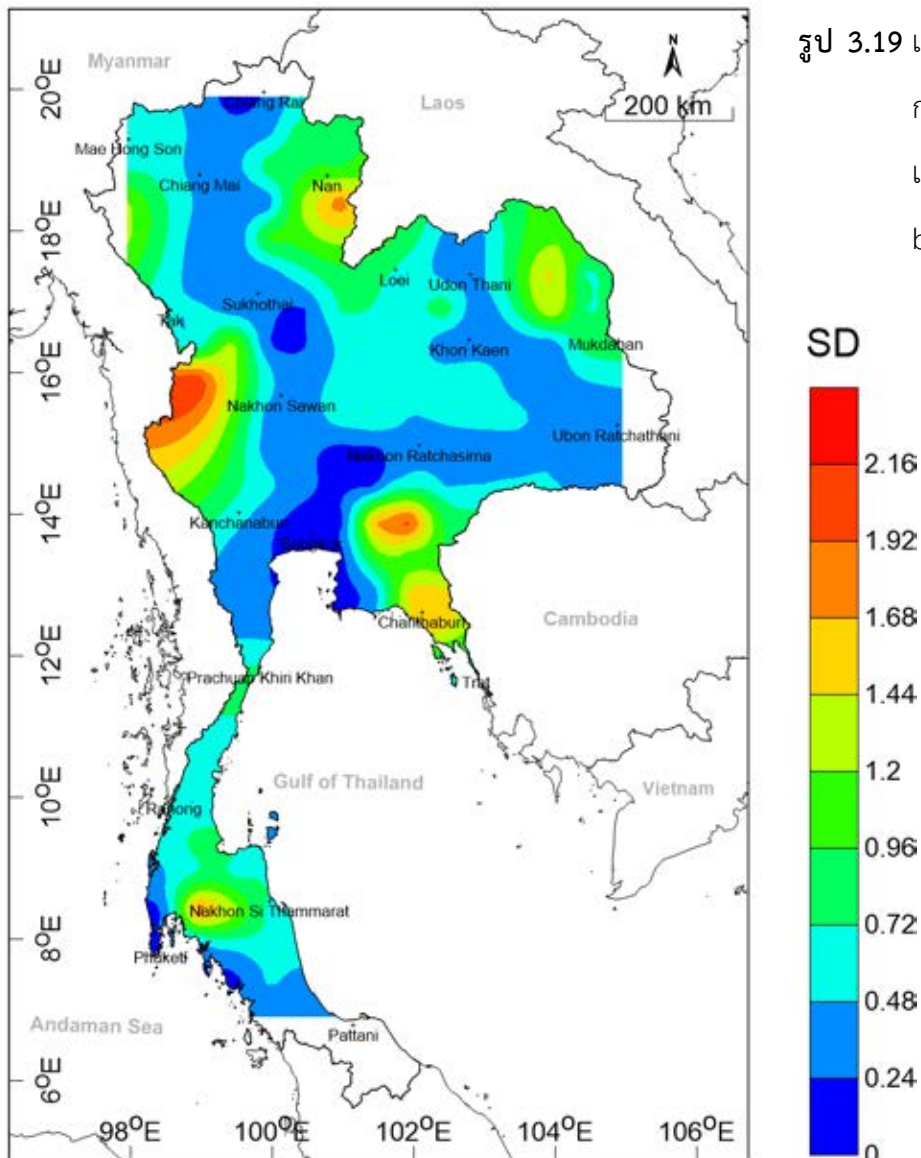 รูป 3.19 เ
ก
เ
b
Myanmar
N
Laos
200 km
20°E
Chiang Rai
Mae Hong Son
Chiang Mai
Nan
18°E
Loei
Udon Thani
Sukhothai
Tak
Khon Kaen
Mukdahan
16°E
Nakhon Sawan
Ubon Ratchathani
Nakhon Ratchasima
14°E
Kanchanaburi
Chanthaburi
Cambodia
12°E
Prachuap Khiri Khan
Trat
Gulf of Thailand
Vietnam
10°E
Ranong
Nakhon Si Thammarat
8°E
Phuket
Andaman Sea
Pattani
6°E
98°E 100°E 102°E 104°E 106°E
SD
2.16
1.92
1.68
1.44
1.2
0.96
0.72
0.48
0.24
0